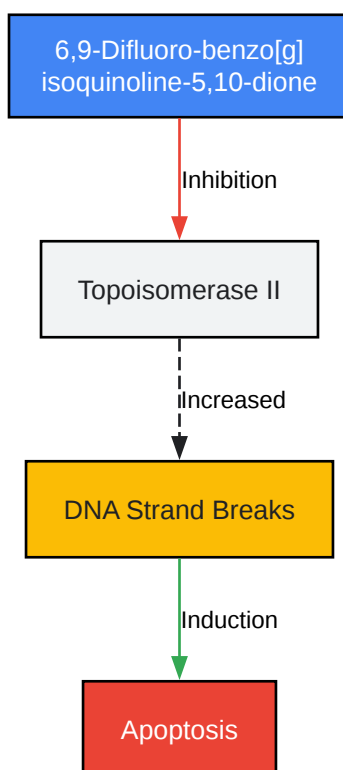 6,9-Difluoro-benzo[g]
isoquinoline-5,10-dione
Inhibition
Topoisomerase II
Increased
DNA Strand Breaks
Induction
Apoptosis